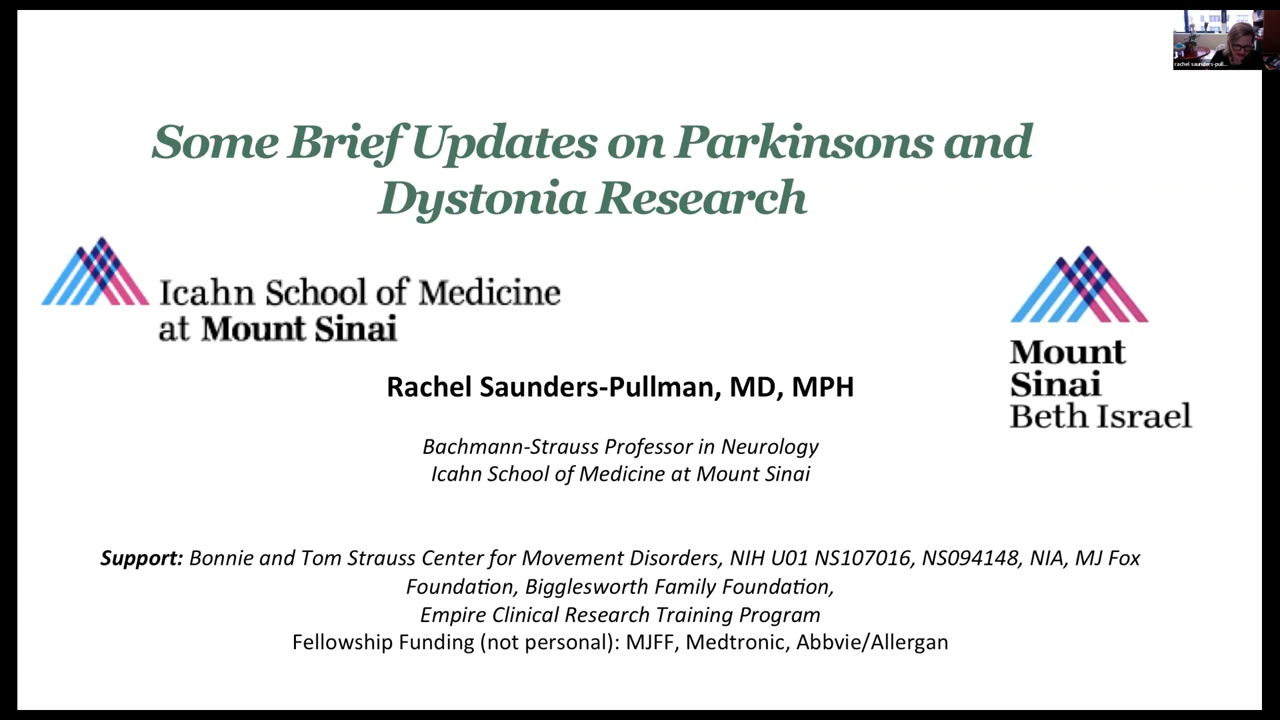 rachel saunders-pull...
Some Brief Updates on Parkinsons and
Dystonia Research
Icahn School of Medicine
at Mount Sinai
Mount
Sinai
Beth Israel
Rachel Saunders-Pullman, MD, MPH
Bachmann-Strauss Professor in Neurology
Icahn School of Medicine at Mount Sinai
Support: Bonnie and Tom Strauss Center for Movement Disorders, NIH U01 NS107016, NS094148, NIA, MJ Fox
Foundation, Bigglesworth Family Foundation,
Empire Clinical Research Training Program
Fellowship Funding (not personal): MJFF, Medtronic, Abbvie/Allergan